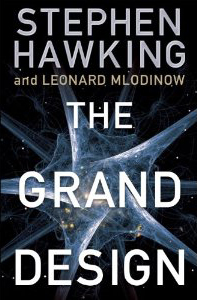 STEPHEN
HAWKING
and LEONARD MLODINOW
THE
GRAND
DESIGN